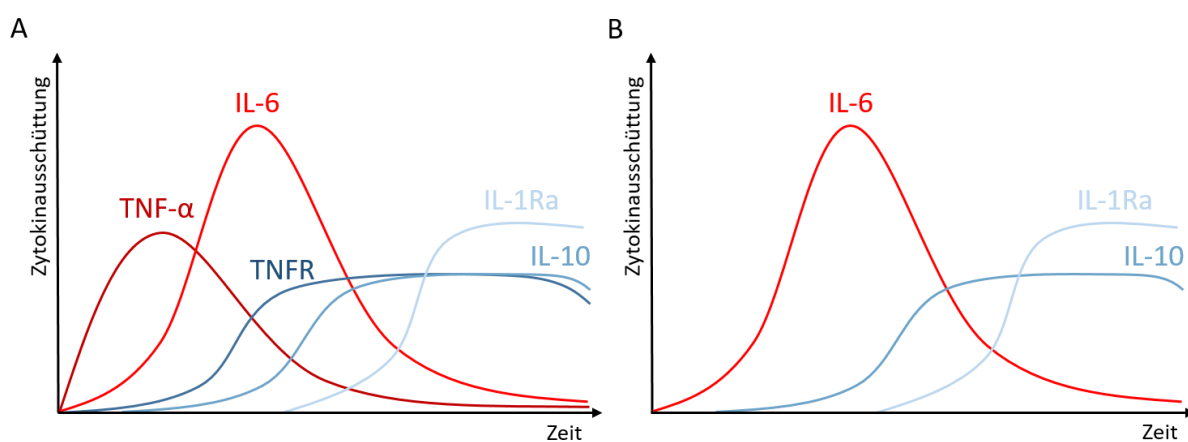 A
Zytokinausschüttung
IL-6
TNF-α
TNFR
IL-1Ra
IL-10
Zeit
B
Zytokinausschüttung
IL-6
IL-1Ra
IL-10
Zeit